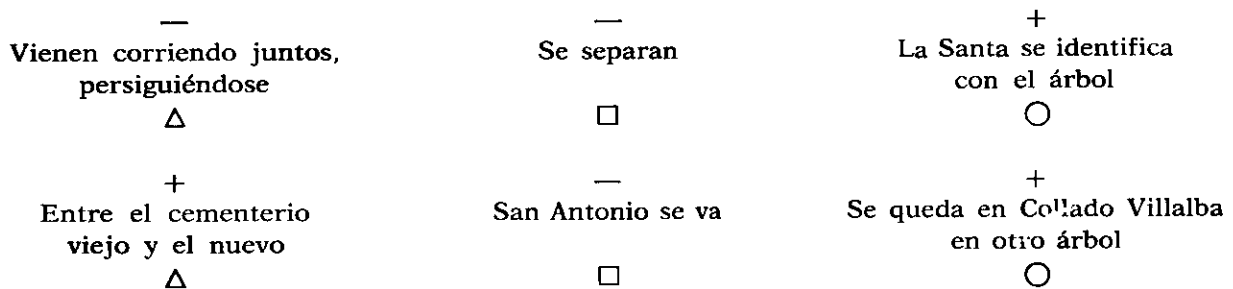 — — +
Vienen corriendo juntos, Se separan La Santa se identifica
persiguiéndose con el árbol
△ □ ○
+ — +
Entre el cementerio San Antonio se va Se queda en Collado Villalba
viejo y el nuevo en otro árbol
△ □ ○